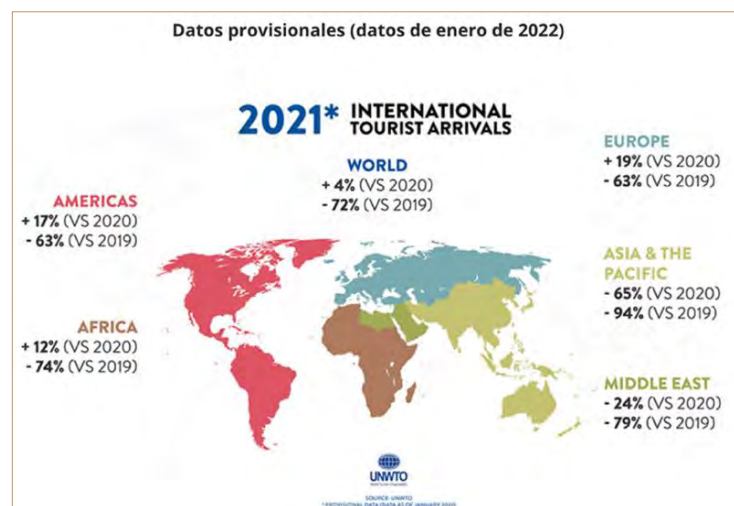 Datos provisionales (datos de enero de 2022)
2021* INTERNATIONAL
TOURIST ARRIVALS
WORLD
+ 4% (VS 2020)
- 72% (VS 2019)
EUROPE
+ 19% (VS 2020)
- 63% (VS 2019)
AMERICAS
+ 17% (VS 2020)
- 63% (VS 2019)
ASIA & THE
PACIFIC
- 65% (VS 2020)
- 94% (VS 2019)
AFRICA
+ 12% (VS 2020)
- 74% (VS 2019)
MIDDLE EAST
- 24% (VS 2020)
- 79% (VS 2019)
UNWTO
SOURCE: UNWTO